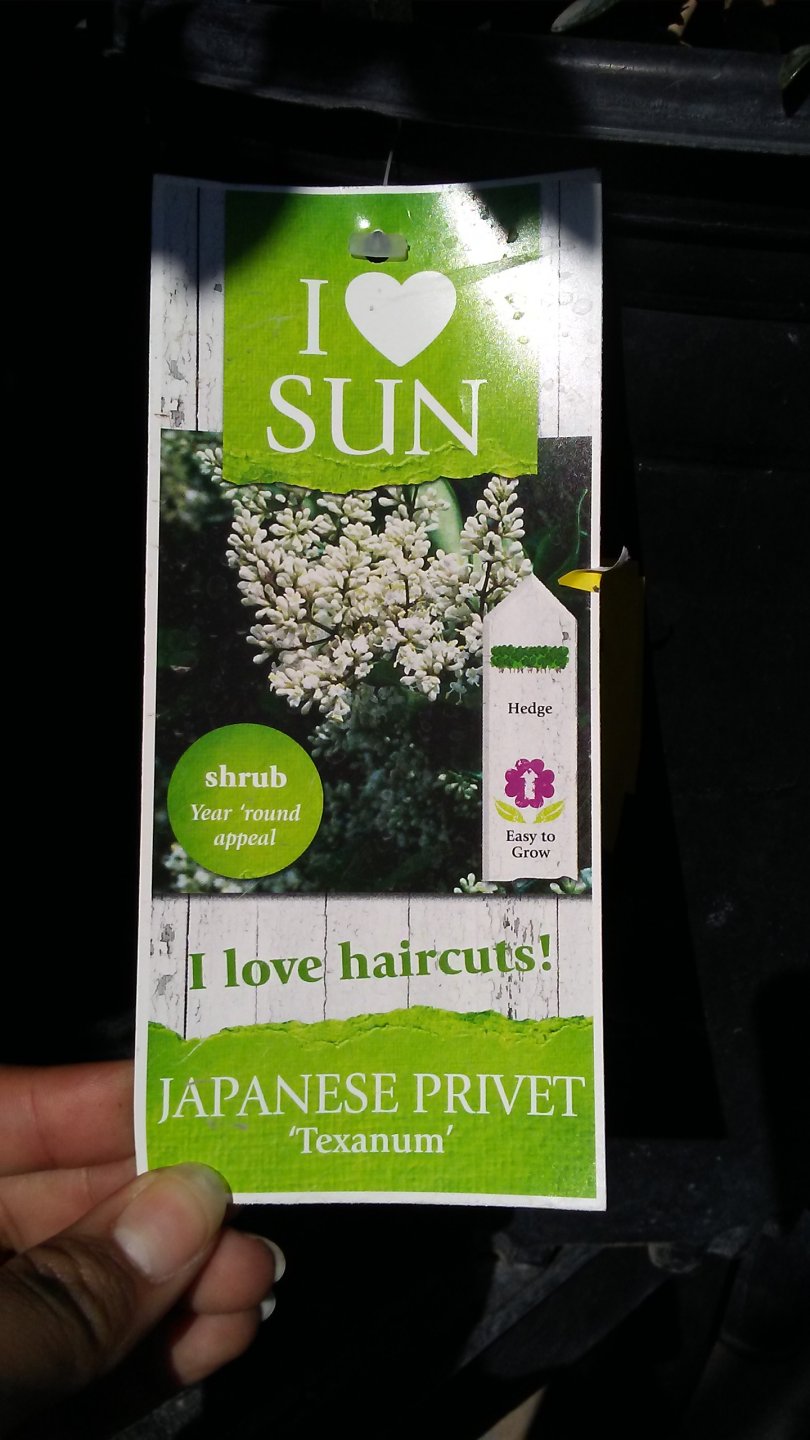 I ♥
SUN
Hedge
shrub
Year ‘round
appeal
Easy to
Grow
I love haircuts!
JAPANESE PRIVET
‘Texanum’